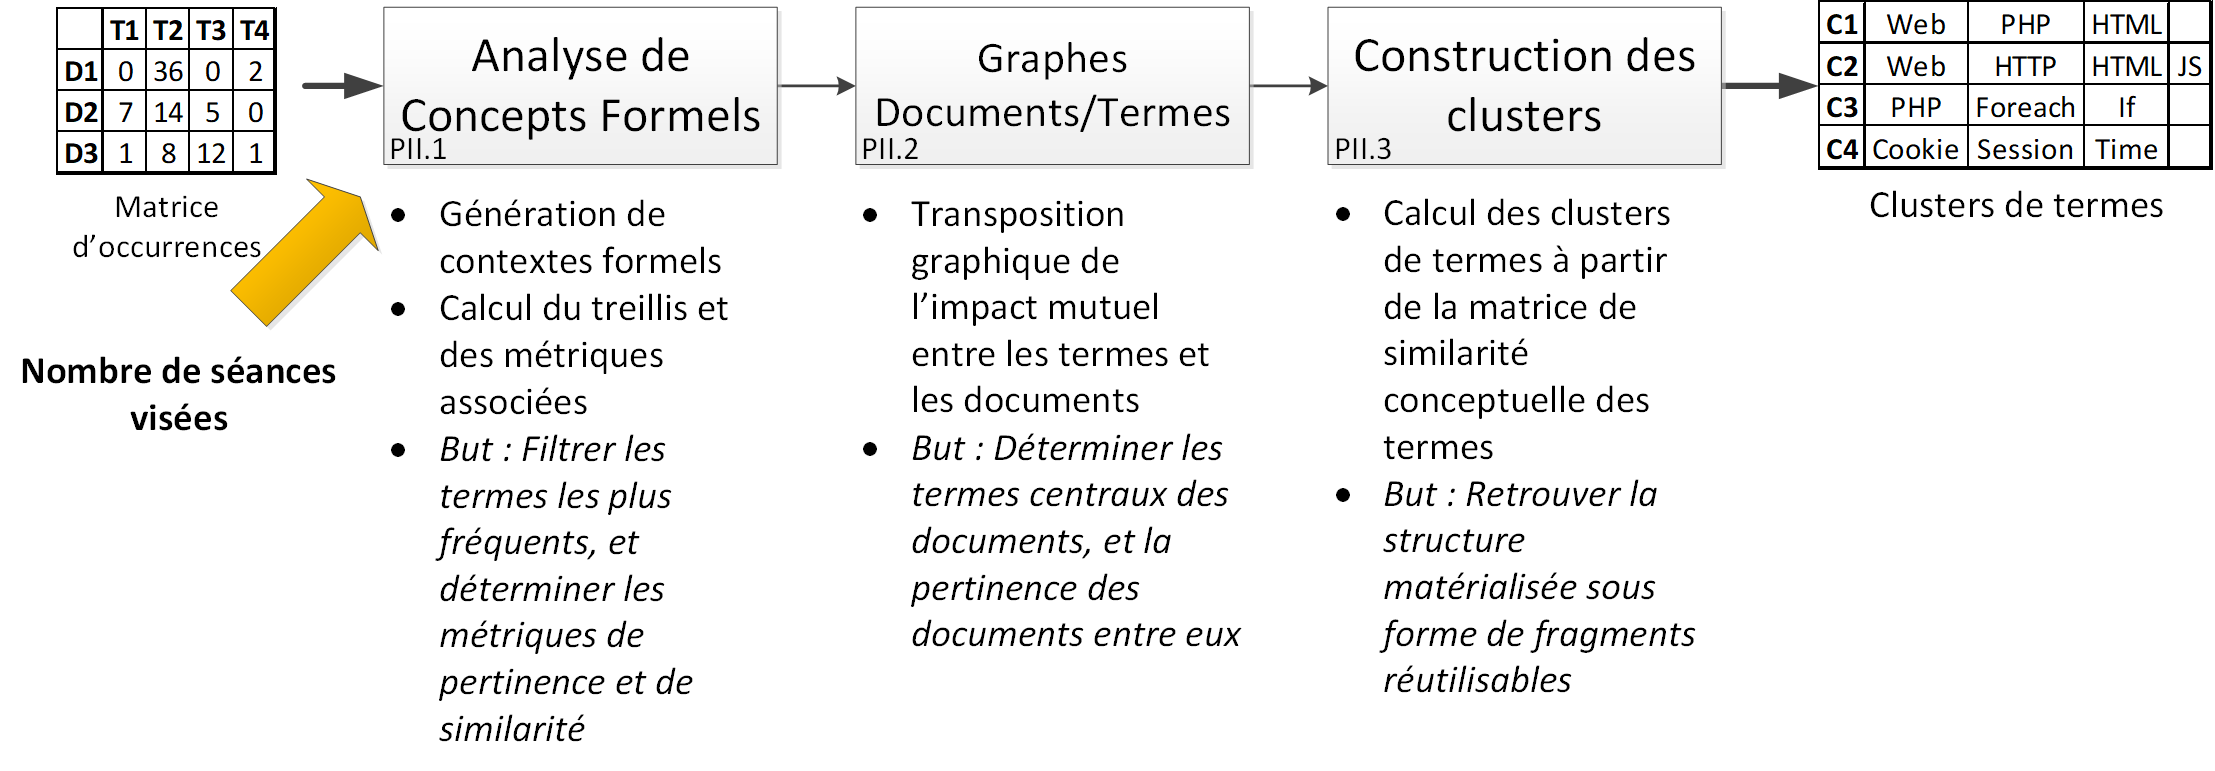 T1 T2 T3 T4
D1 0 36 0 2
D2 7 14 5 0
D3 1 8 12 1
Matrice
d’occurrences
Nombre de séances
visées
Analyse de
Concepts Formels
PII.1
• Génération de
contextes formels
• Calcul du treillis et
des métriques
associées
• But : Filtrer les
termes les plus
fréquents, et
déterminer les
métriques de
pertinence et de
similarité
Graphes
Documents/Termes
PII.2
• Transposition
graphique de
l’impact mutuel
entre les termes et
les documents
• But : Déterminer les
termes centraux des
documents, et la
pertinence des
documents entre eux
Construction des
clusters
PII.3
• Calcul des clusters
de termes à partir
de la matrice de
similarité
conceptuelle des
termes
• But : Retrouver la
structure
matérialisée sous
forme de fragments
réutilisables
C1 Web PHP HTML
C2 Web HTTP HTML JS
C3 PHP Foreach If
C4 Cookie Session Time
Clusters de termes